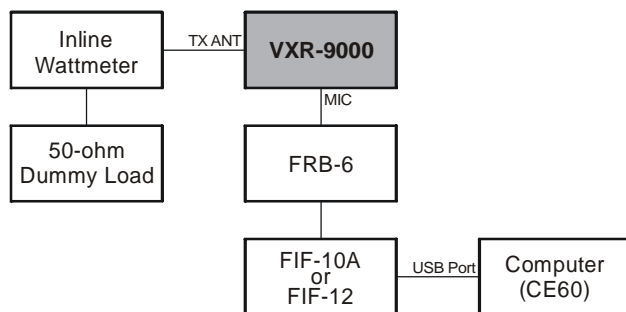 Inline
Wattmeter
TX ANT
VXR-9000
MIC
50-ohm
Dummy Load
FRB-6
FIF-10A
or
FIF-12
USB Port
Computer
(CE60)